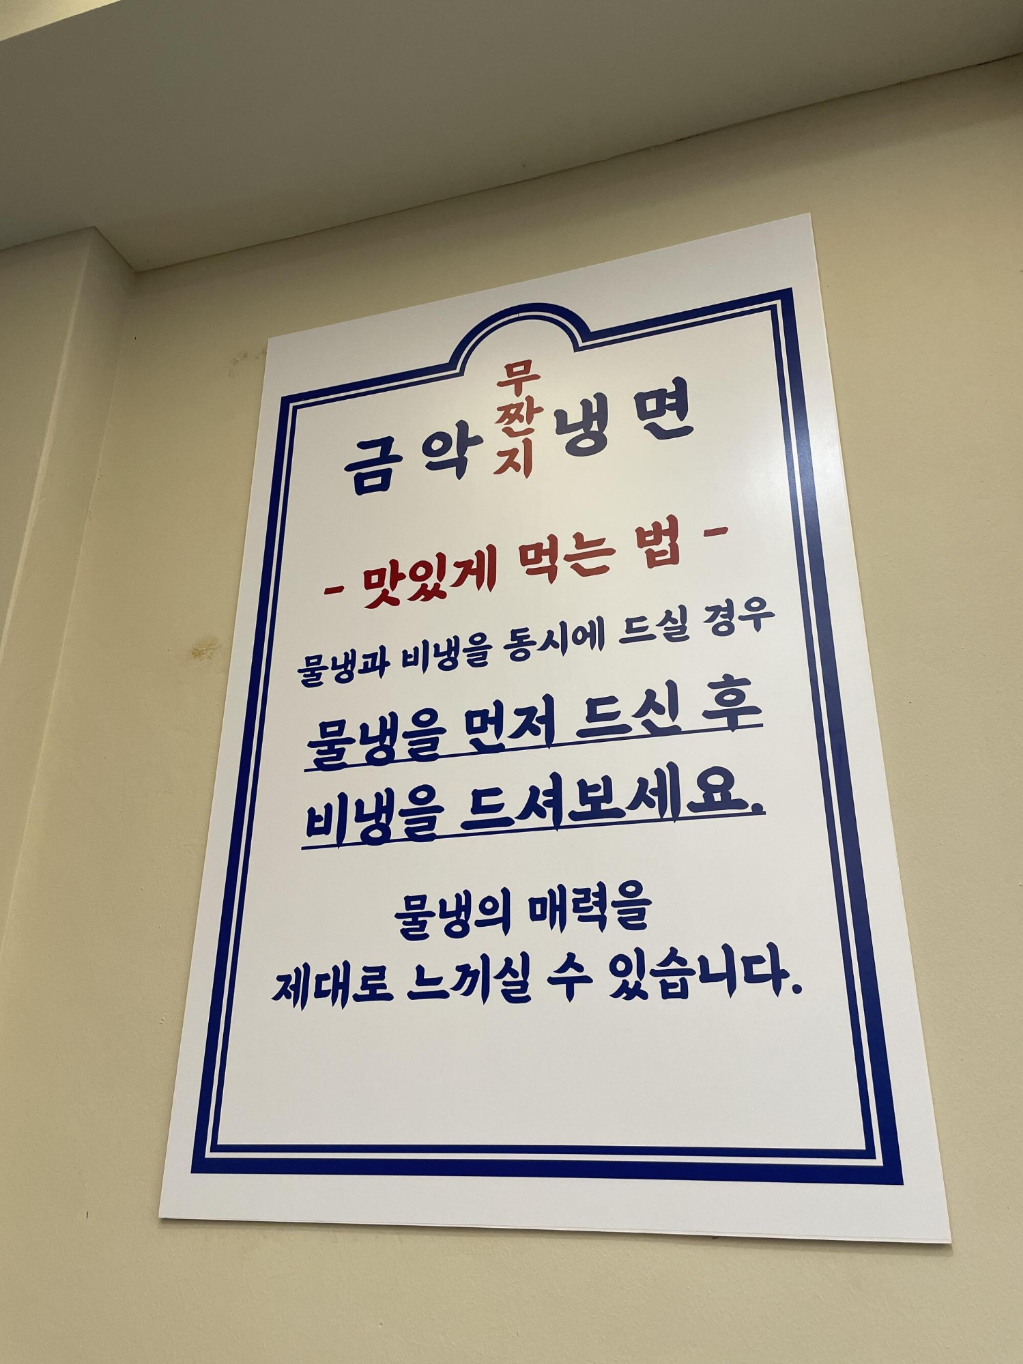 금악무짠지냉면
- 맛있게 먹는 법 -
물냉과 비냉을 동시에 드실 경우
물냉을 먼저 드신 후
비냉을 드셔보세요.
물냉의 매력을
제대로 느끼실 수 있습니다.